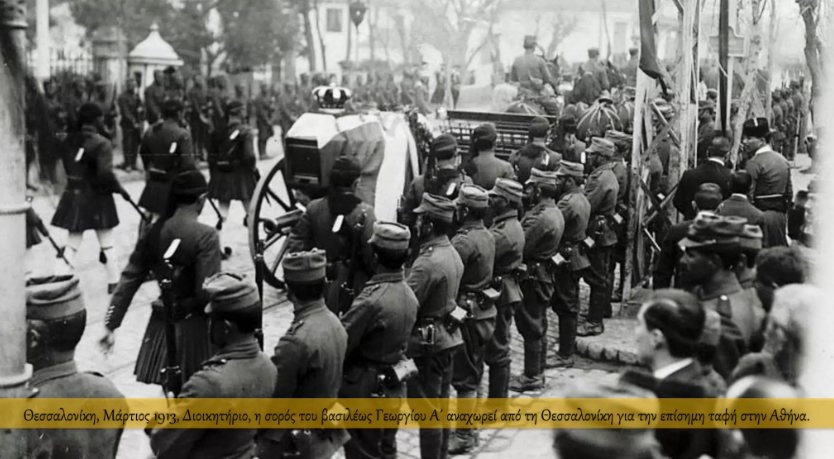 Θεσσαλονίκη, Μάρτιος 1913, Διοικητήριο, η σορός του βασιλέως Γεωργίου Α΄ αναχωρεί από τη Θεσσαλονίκη για την επίσημη ταφή στην Αθήνα.